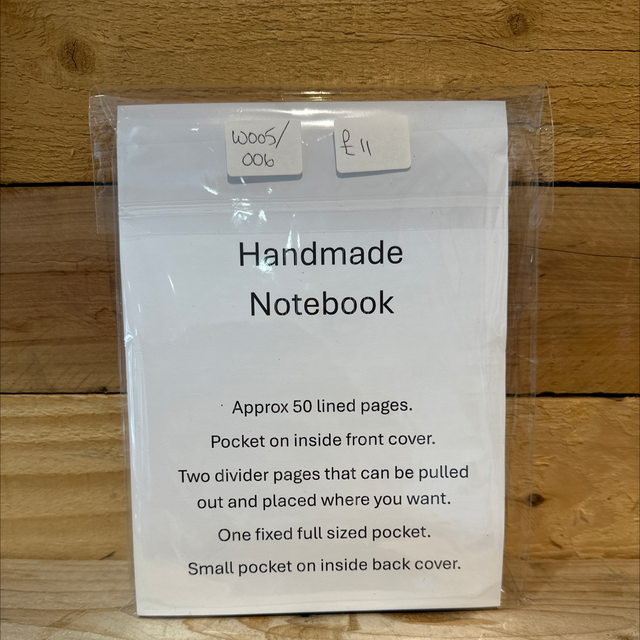 W005/
006
£11
Handmade
Notebook
Approx 50 lined pages.
Pocket on inside front cover.
Two divider pages that can be pulled
out and placed where you want.
One fixed full sized pocket.
Small pocket on inside back cover.